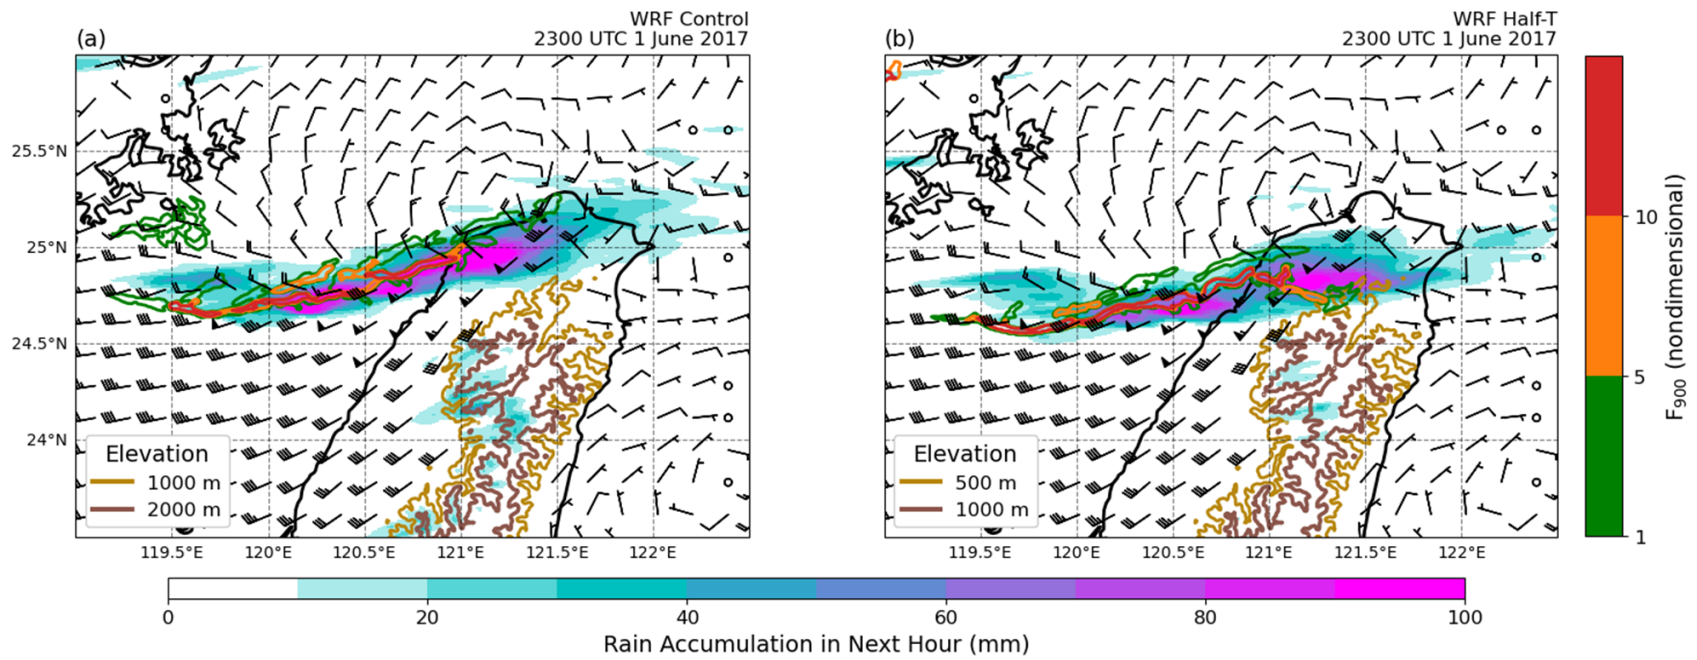 (a)
WRF Control
2300 UTC 1 June 2017
25.5°N
25°N
24.5°N
24°N
Elevation
1000 m
2000 m
119.5°E
120°E
120.5°E
121°E
121.5°E
122°E
(b)
WRF Half-T
2300 UTC 1 June 2017
Elevation
500 m
1000 m
119.5°E
120°E
120.5°E
121°E
121.5°E
122°E
10
5
1
F900 (nondimensional)
0
20
40
60
80
100
Rain Accumulation in Next Hour (mm)